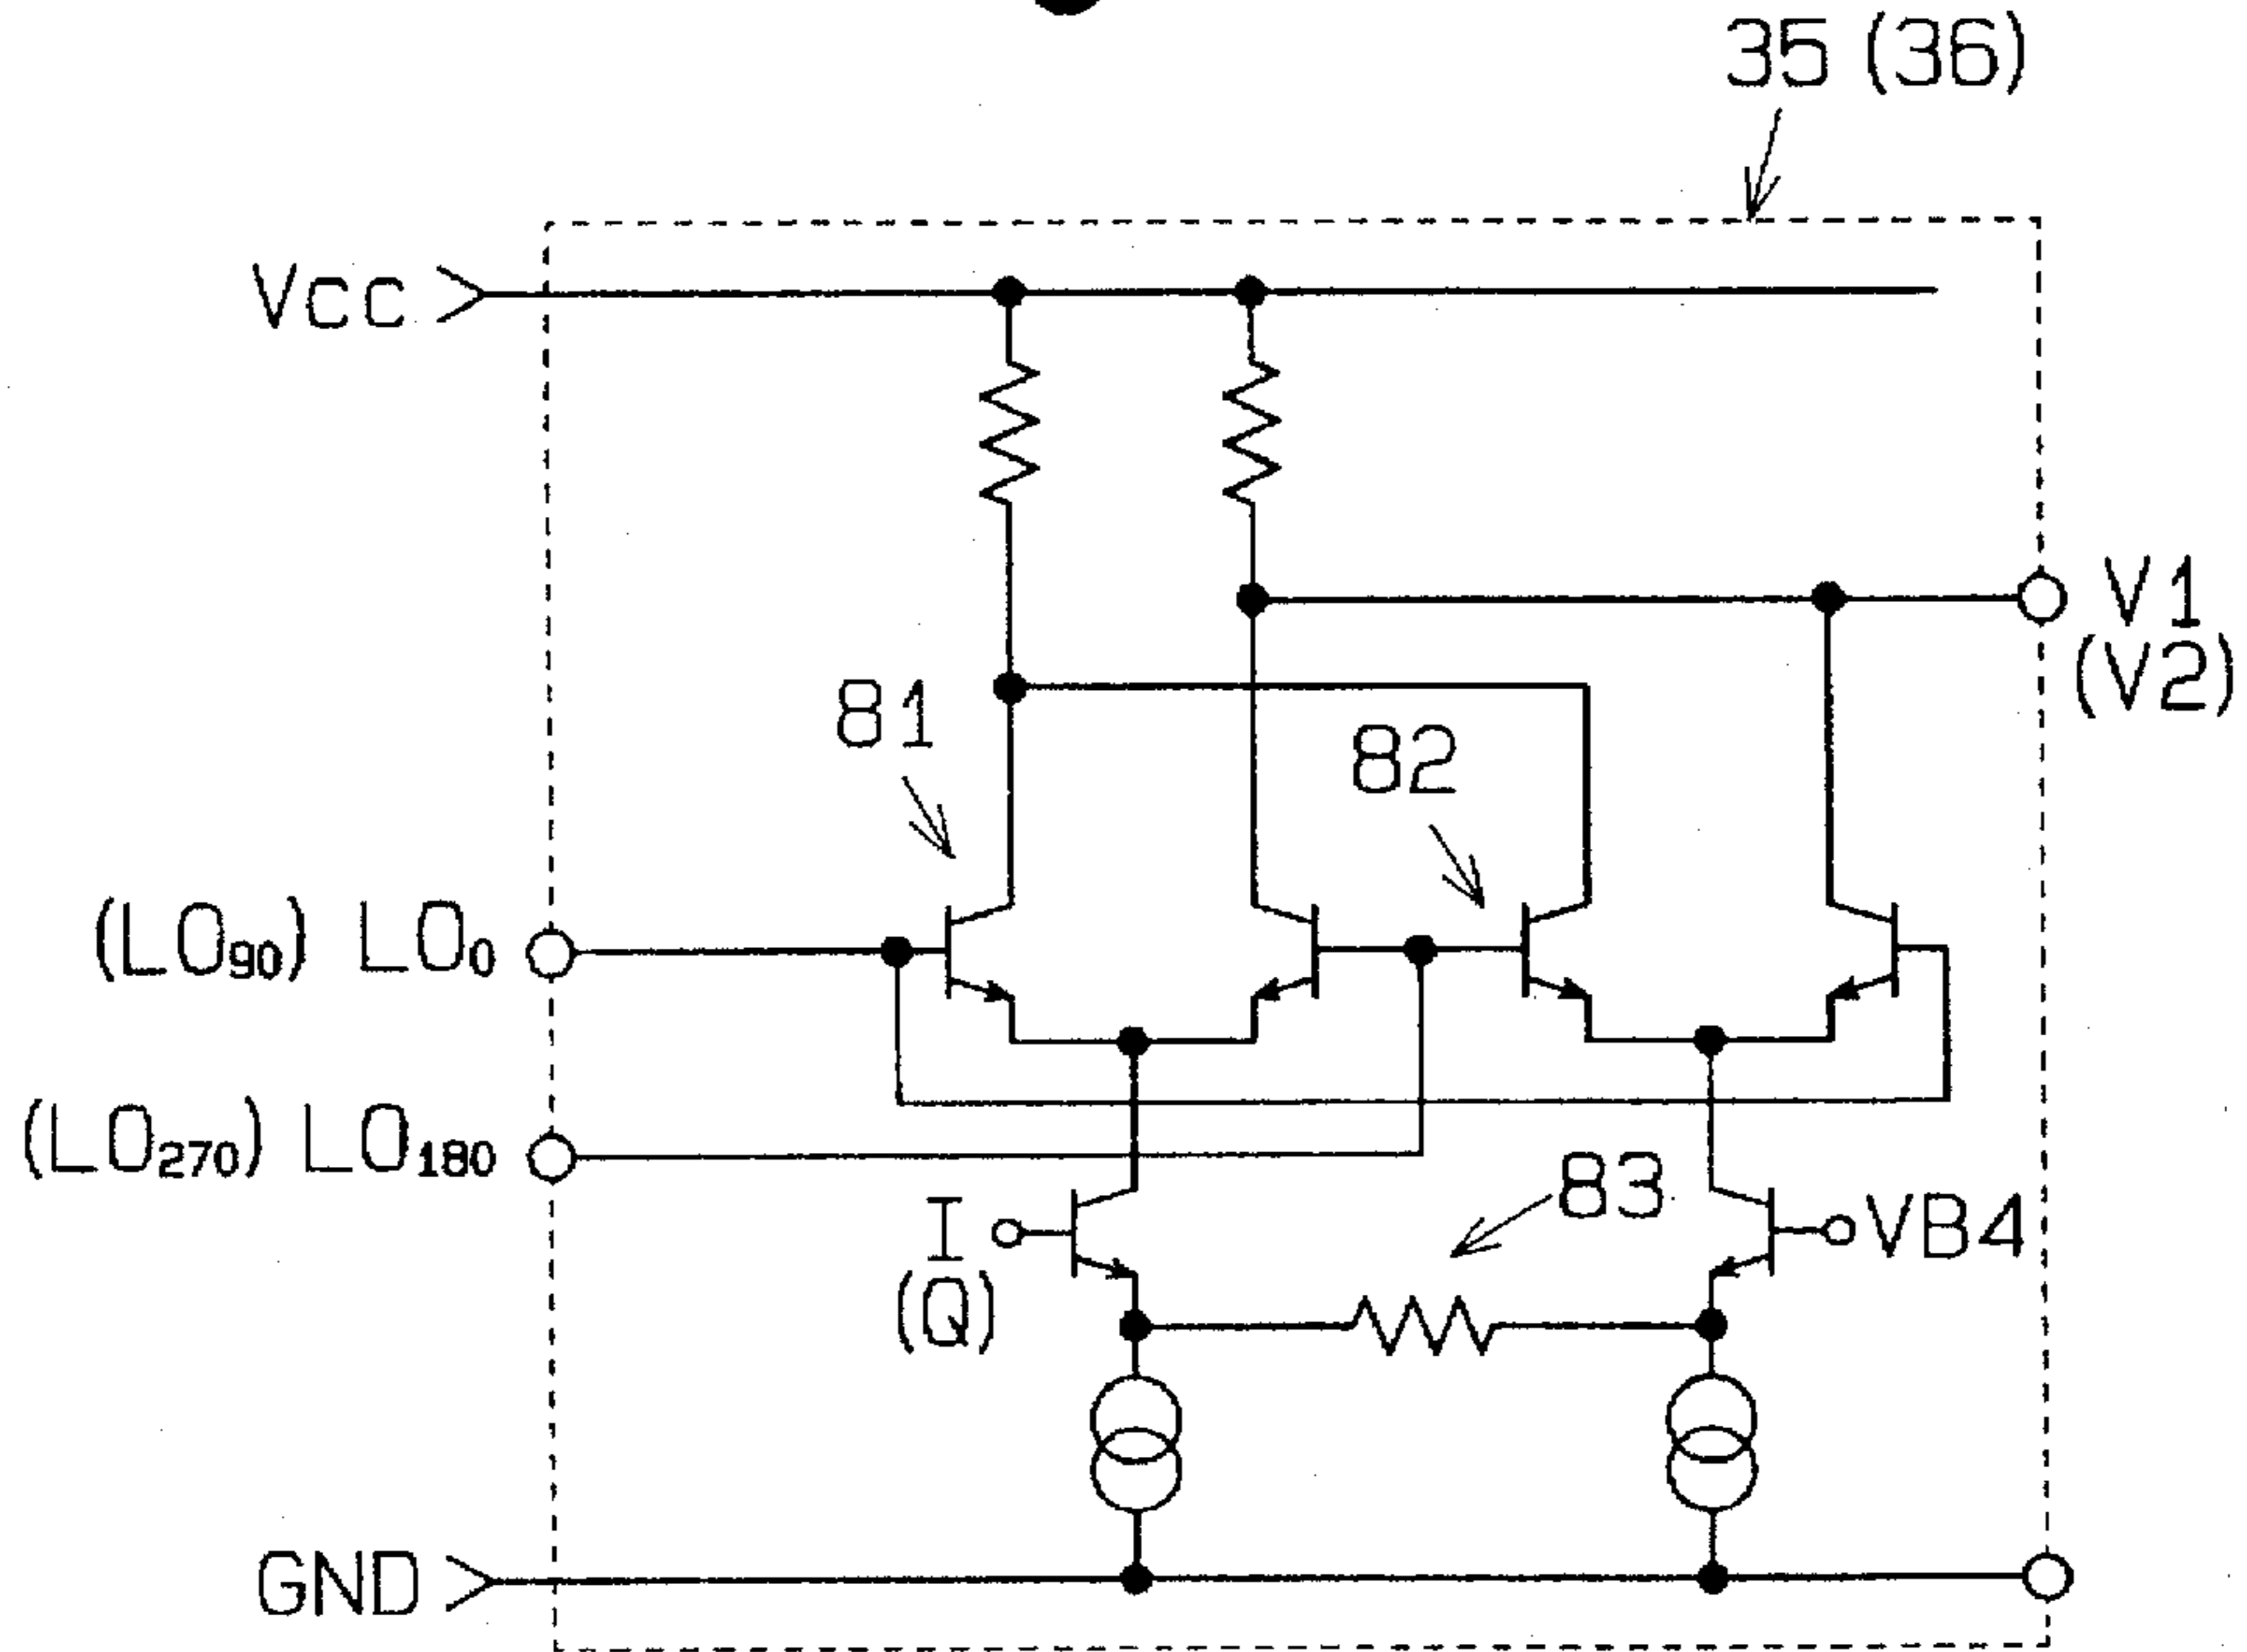 35 (36)
Vcc
V1
(V2)
81
82
(LO90) LO0
(LO270) LO180
83
I
(Q)
VB4
GND